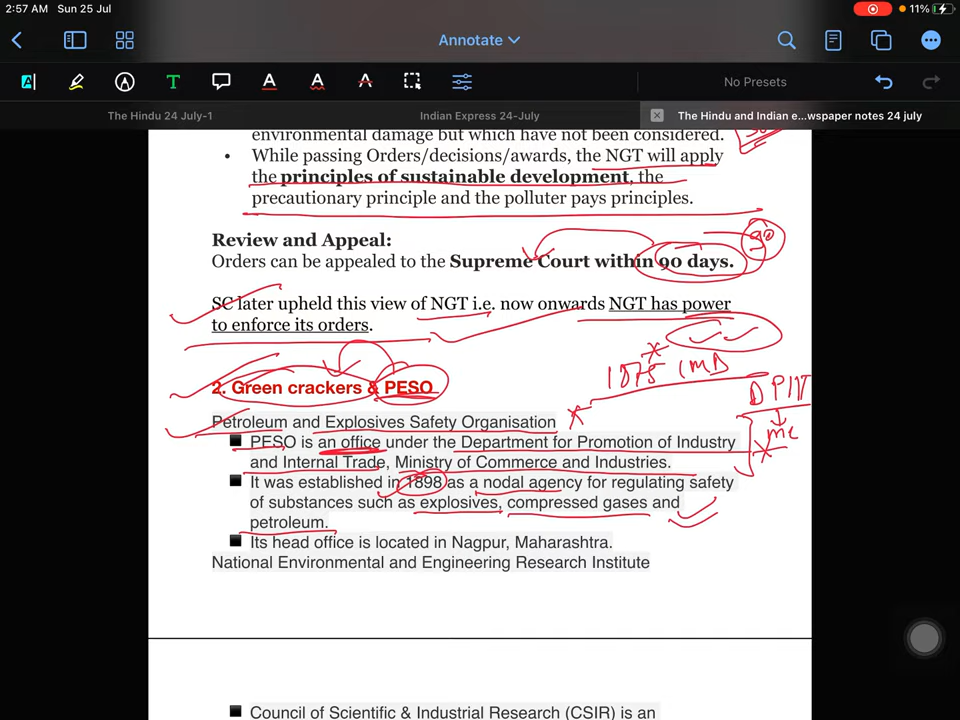 2:57 AM Sun 25 Jul
11%
Annotate
T
A
A
A
No Presets
The Hindu 24 July-1
Indian Express 24-July
The Hindu and Indian e...wspaper notes 24 july
environmental damage but which have not been considered.
• While passing Orders/decisions/awards, the NGT will apply
the principles of sustainable development, the
precautionary principle and the polluter pays principles.
Review and Appeal:
90
Orders can be appealed to the Supreme Court within 90 days.
SC later upheld this view of NGT i.e. now onwards NGT has power
to enforce its orders.
1875 IMD
2. Green crackers & PESO
DPIIT
Petroleum and Explosives Safety Organisation
■ PESO is an office under the Department for Promotion of Industry
and Internal Trade, Ministry of Commerce and Industries.
■ It was established in 1898 as a nodal agency for regulating safety
of substances such as explosives, compressed gases and
petroleum.
■ Its head office is located in Nagpur, Maharashtra.
National Environmental and Engineering Research Institute
■ Council of Scientific & Industrial Research (CSIR) is an